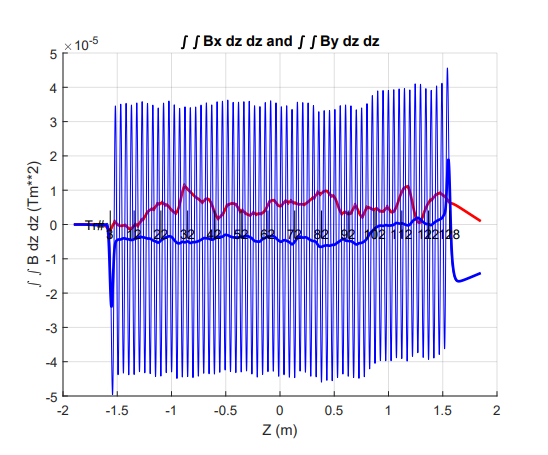 ∫ ∫ Bx dz dz and ∫ ∫ By dz dz
×10-5
5
4
3
2
1
0
-1
-2
-3
-4
-5
∫ ∫ B dz dz (Tm**2)
Tr#
8 12 22 32 42 52 62 72 82 92 102 112 122 128
-2 -1.5 -1 -0.5 0 0.5 1 1.5 2
Z (m)